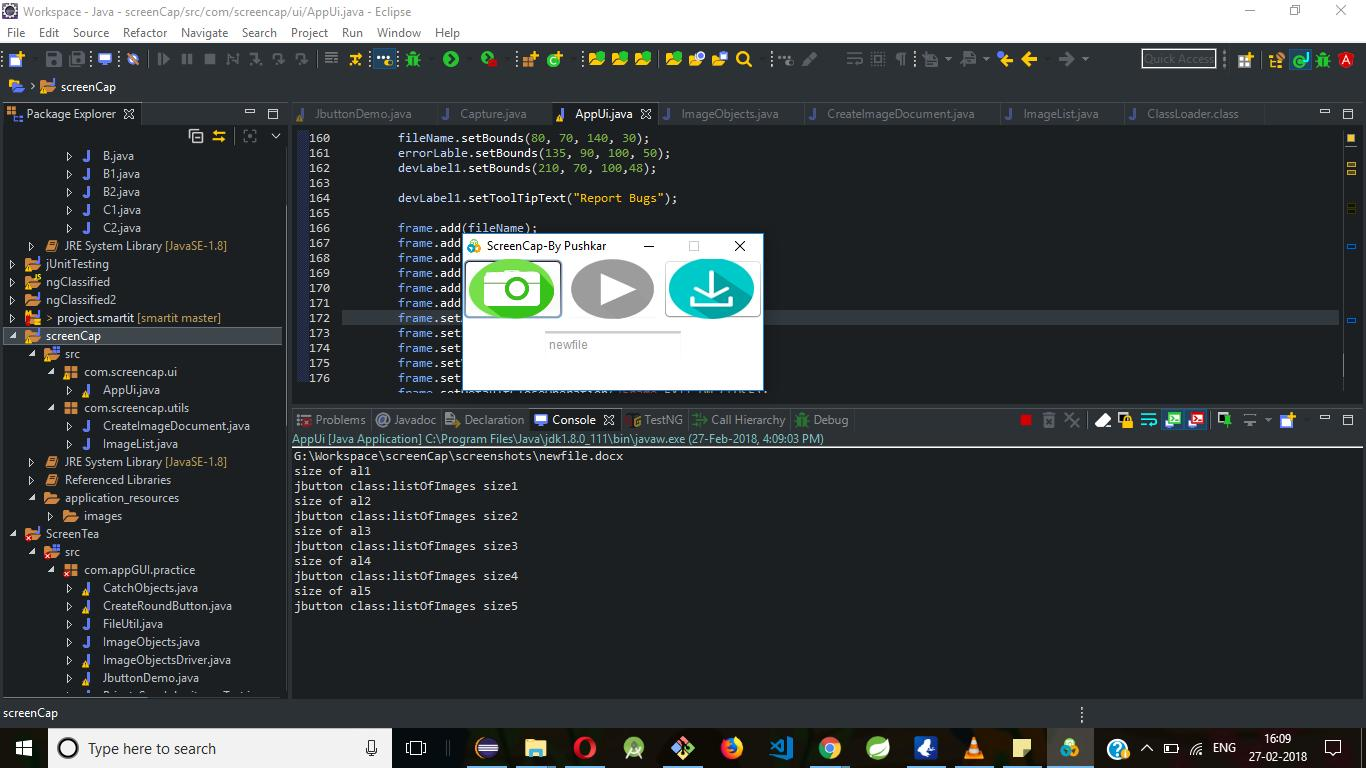 Workspace - Java - screenCap/src/com/screencap/ui/AppUi.java - Eclipse
File Edit Source Refactor Navigate Search Project Run Window Help
Quick Access
screenCap
Package Explorer
B.java
B1.java
B2.java
C1.java
C2.java
JRE System Library [JavaSE-1.8]
jUnitTesting
ngClassified
ngClassified2
> project.smartit [smartit master]
screenCap
src
com.screencap.ui
AppUi.java
com.screencap.utils
CreateImageDocument.java
ImageList.java
JRE System Library [JavaSE-1.8]
Referenced Libraries
application_resources
images
ScreenTea
src
com.appGUI.practice
CatchObjects.java
CreateRoundButton.java
FileUtil.java
ImageObjects.java
ImageObjectsDriver.java
JbuttonDemo.java
JbuttonDemo.java Capture.java AppUi.java ImageObjects.java CreateImageDocument.java ImageList.java ClassLoader.class
160 fileName.setBounds(80, 70, 140, 30);
161 errorLable.setBounds(135, 90, 100, 50);
162 devLabel1.setBounds(210, 70, 100,48);
163
164 devLabel1.setToolTipText("Report Bugs");
165
166 frame.add(fileName);
167 frame.add
168 frame.add
169 frame.add
170 frame.add
171 frame.add
172 frame.set
173 frame.set
174 frame.set
175 frame.set
176 frame.set
ScreenCap-By Pushkar
newfile
Problems @ Javadoc Declaration Console TestNG Call Hierarchy Debug
AppUi [Java Application] C:\Program Files\Java\jdk1.8.0_111\bin\javaw.exe (27-Feb-2018, 4:09:03 PM)
G:\Workspace\screenCap\screenshots\newfile.docx
size of al1
jbutton class:listOfImages size1
size of al2
jbutton class:listOfImages size2
size of al3
jbutton class:listOfImages size3
size of al4
jbutton class:listOfImages size4
size of al5
jbutton class:listOfImages size5
screenCap
Type here to search
ENG
16:09
27-02-2018